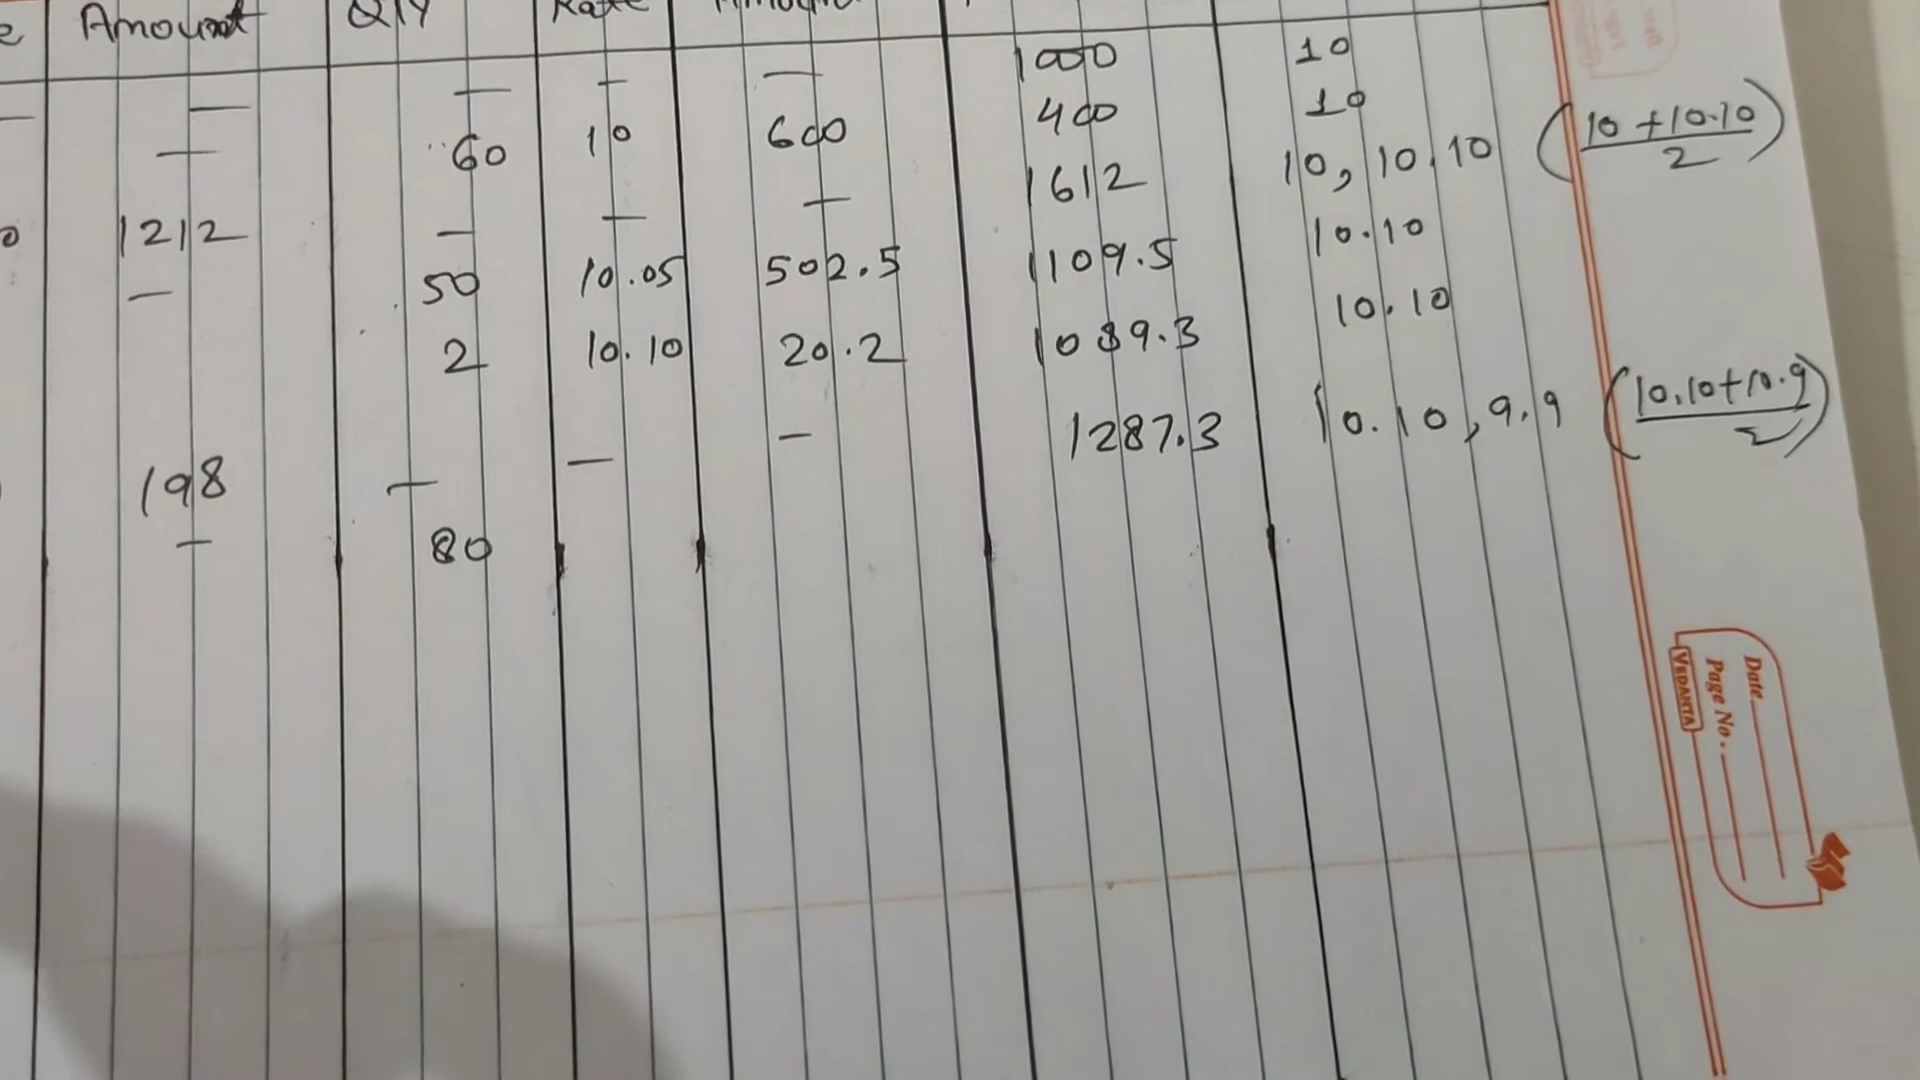 Amount QTY Rate Amount
— — — — 1000 10
— 60 10 600 400 10
1212 — — — 1612 10, 10.10 (10 + 10.10 / 2)
— 50 10.05 502.5 1109.5 10.10
2 10.10 20.2 1089.3 10.10
198 — — — 1287.3 10.10, 9.9 (10.10 + 10.9 / 2)
— 80
Date
Page No.
VEDANTA